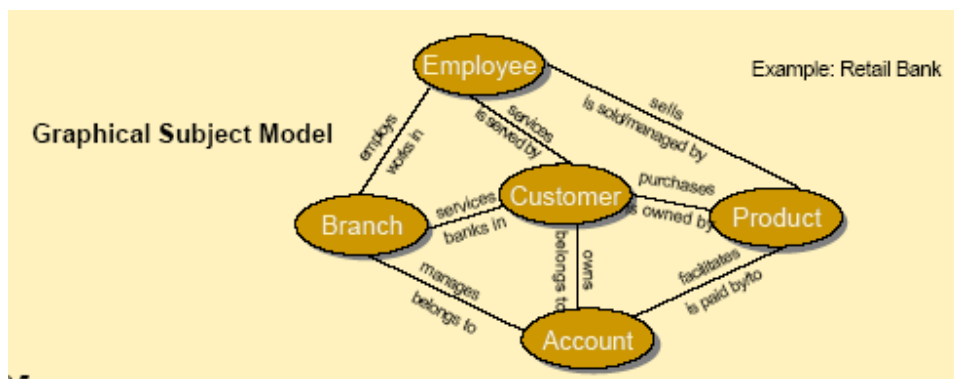 Employee
Example: Retail Bank
sells
is sold/managed by
services
is served by
Graphical Subject Model
employs
works in
Customer
purchases
is owned by
Branch
services
banks in
Product
manages
belongs to
belongs to
owns
facilitates
is paid by/to
Account